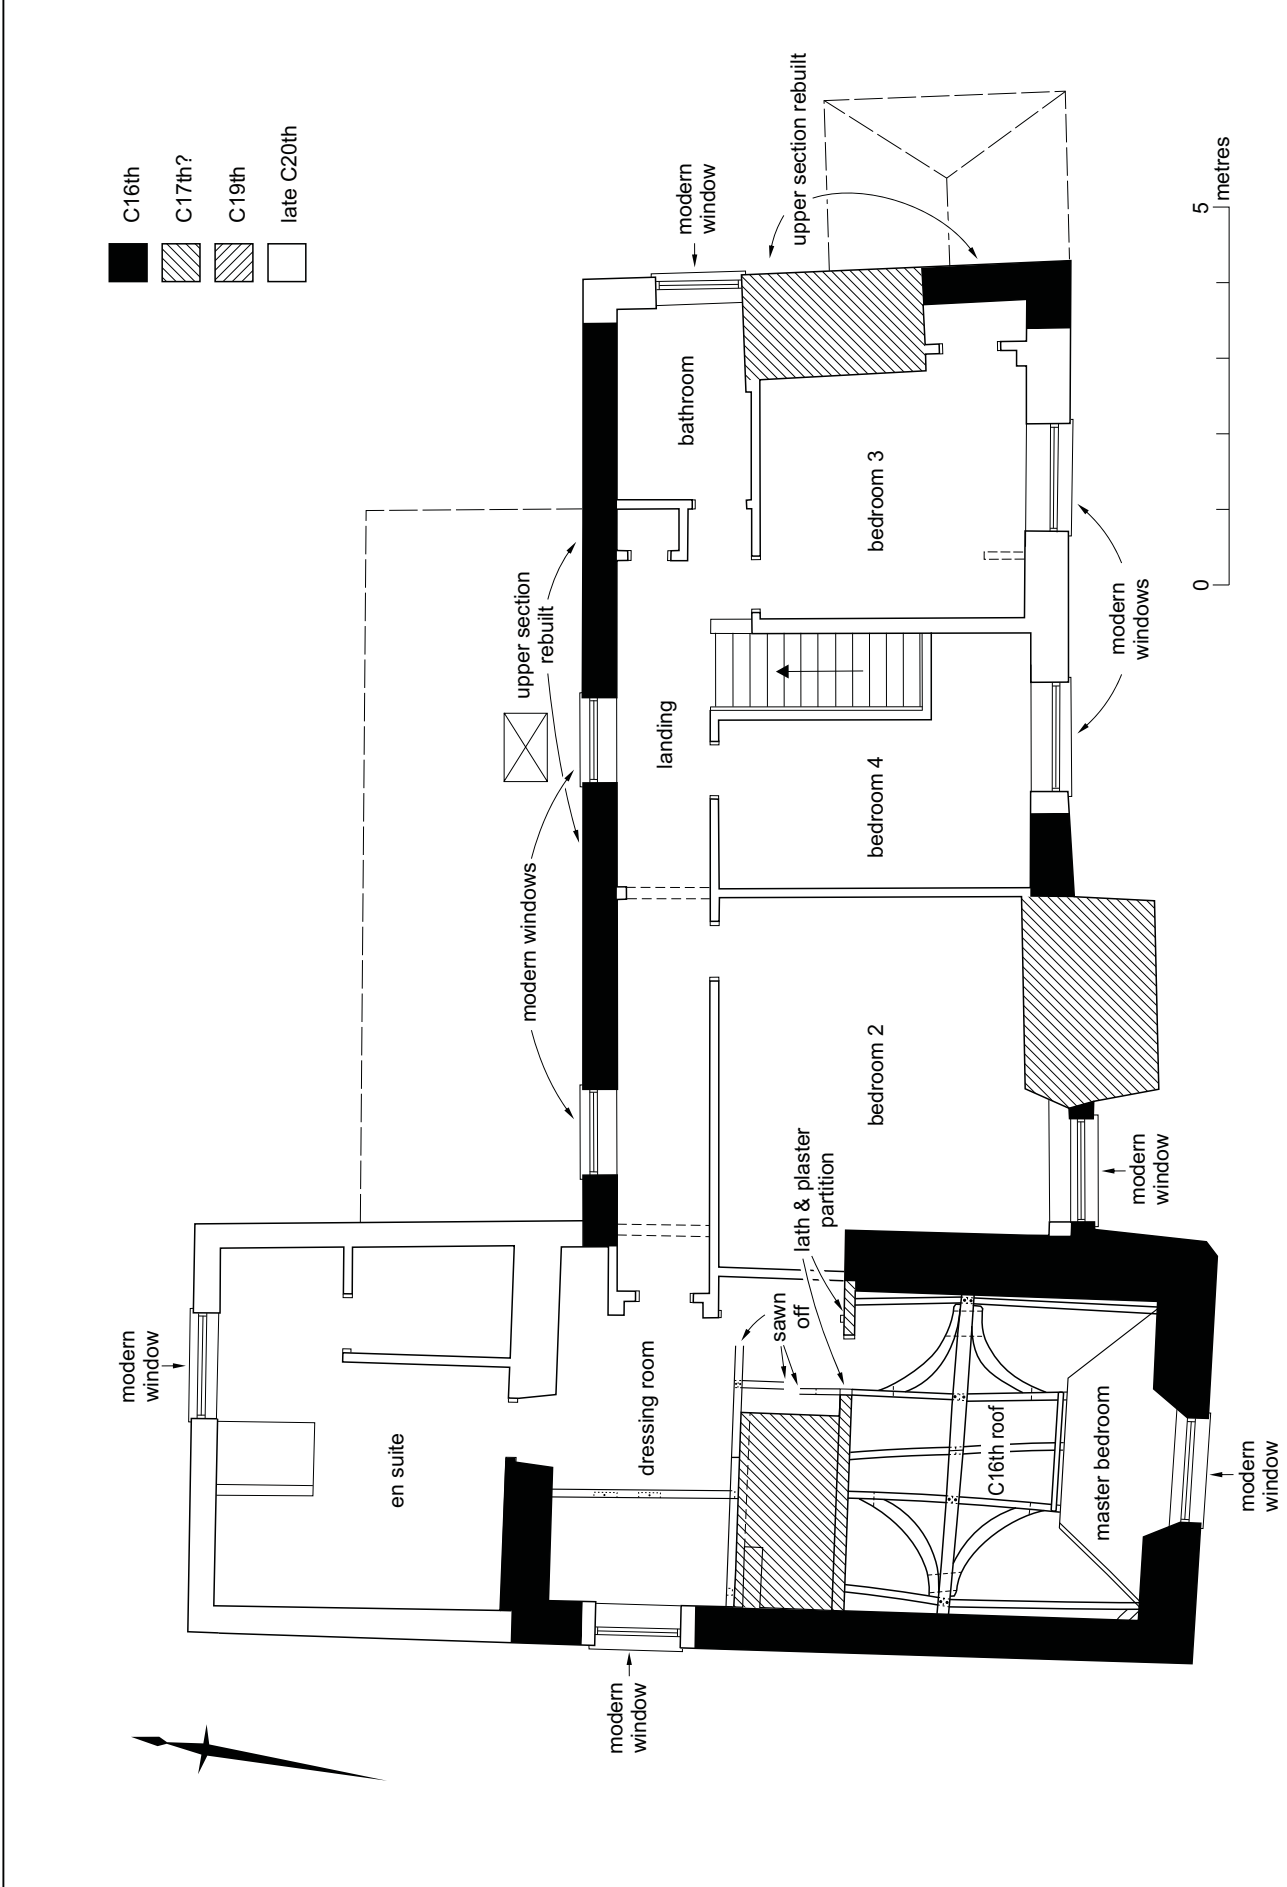 C16th
C17th?
C19th
late C20th
modern
window
upper section rebuilt
bathroom
bedroom 3
5
metres
0
upper section
rebuilt
landing
modern
windows
bedroom 4
modern windows
bedroom 2
lath & plaster
partition
modern
window
modern
window
sawn
off
dressing room
en suite
C16th roof
master bedroom
modern
window
modern
window